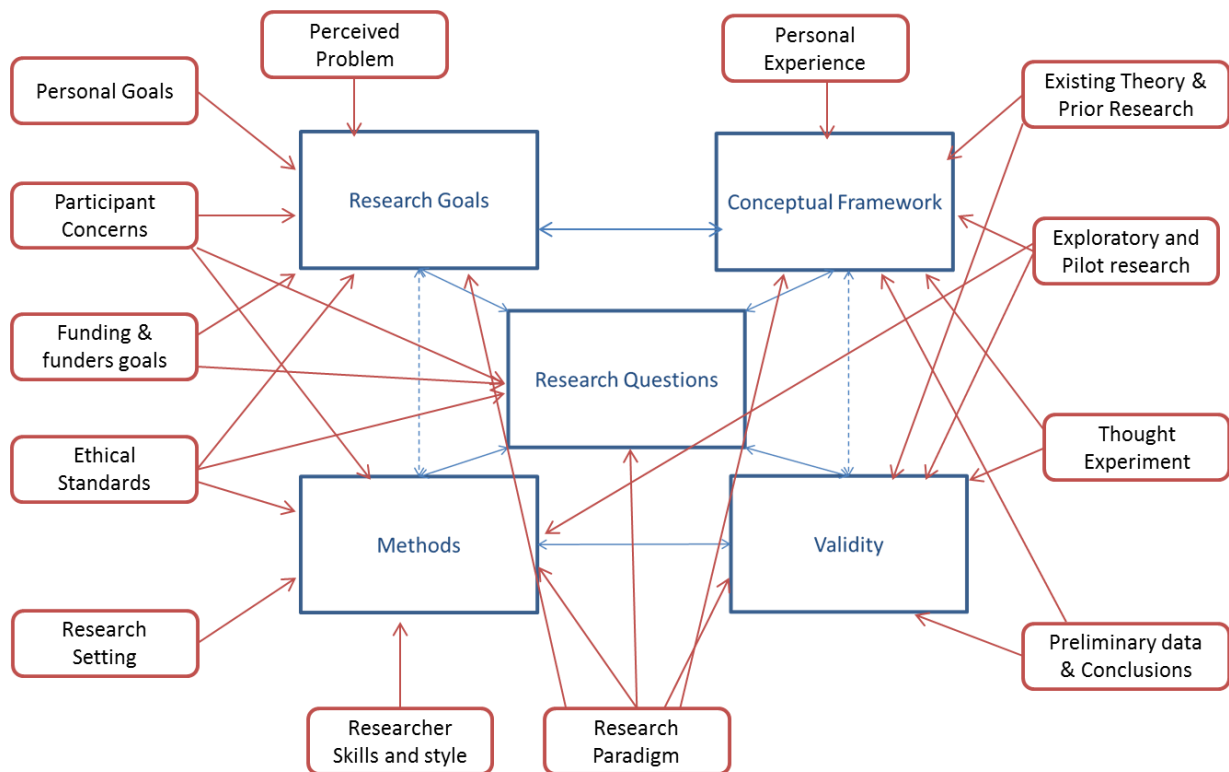 Perceived
Problem
Personal
Experience
Personal Goals
Existing Theory &
Prior Research
Research Goals
Conceptual Framework
Participant
Concerns
Exploratory and
Pilot research
Funding &
funders goals
Research Questions
Ethical
Standards
Thought
Experiment
Methods
Validity
Research
Setting
Preliminary data
& Conclusions
Researcher
Skills and style
Research
Paradigm